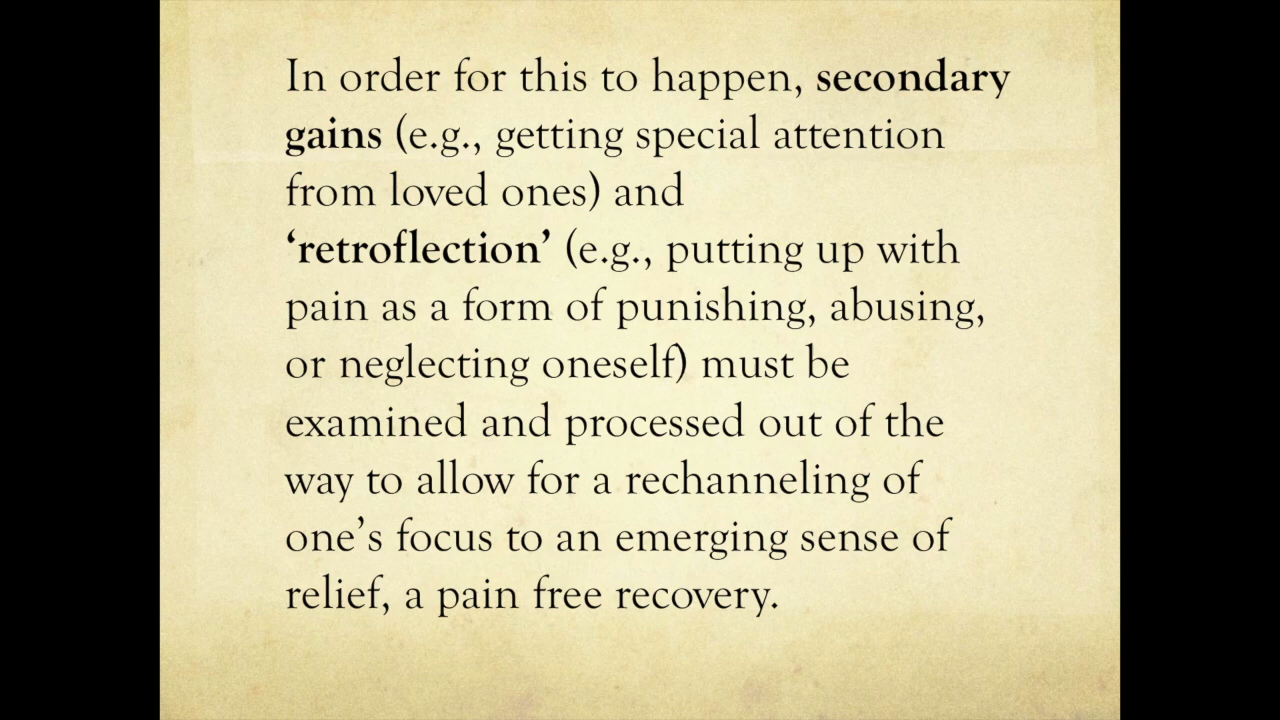 In order for this to happen, secondary
gains (e.g., getting special attention
from loved ones) and
‘retroflection’ (e.g., putting up with
pain as a form of punishing, abusing,
or neglecting oneself) must be
examined and processed out of the
way to allow for a rechanneling of
one’s focus to an emerging sense of
relief, a pain free recovery.